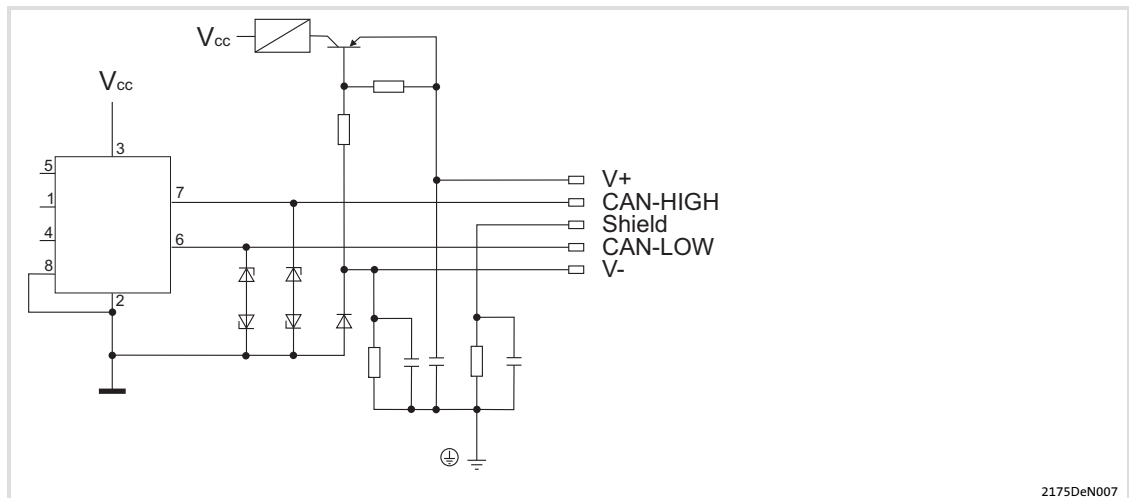 Vcc
Vcc
3
5
1
7
4
6
8
2
V+
CAN-HIGH
Shield
CAN-LOW
V-
2175DeN007